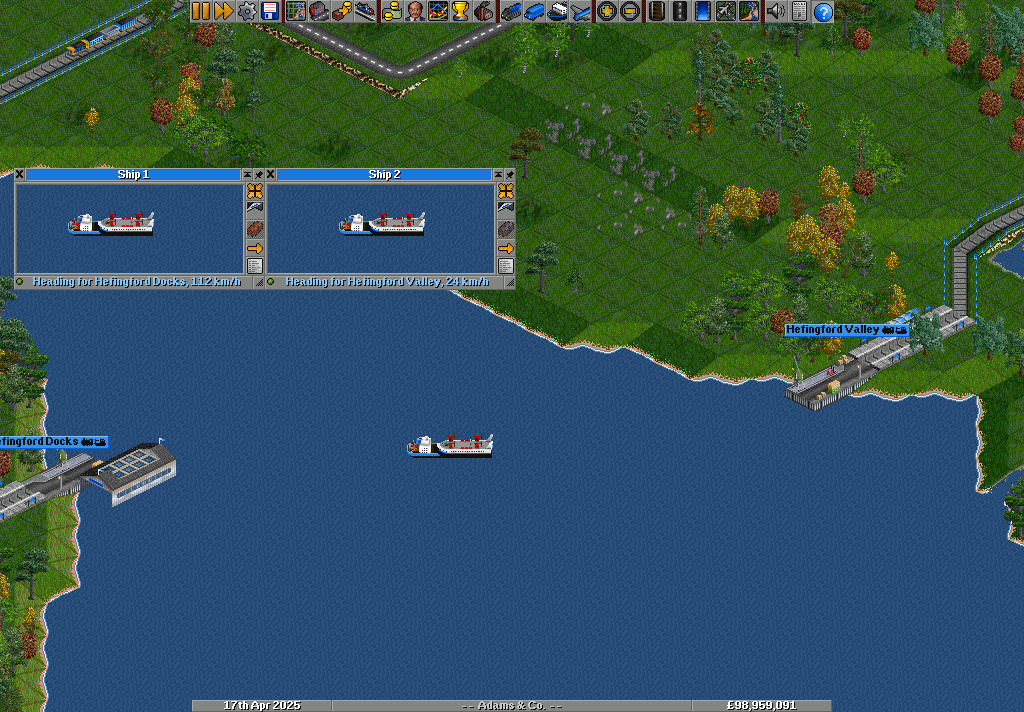 Ship 1
Ship 2
Heading for Hefingford Docks, 112 km/h
Heading for Hefingford Valley, 24 km/h
Hefingford Valley
efingford Docks
17th Apr 2025
-- Adams & Co. --
£98,959,091